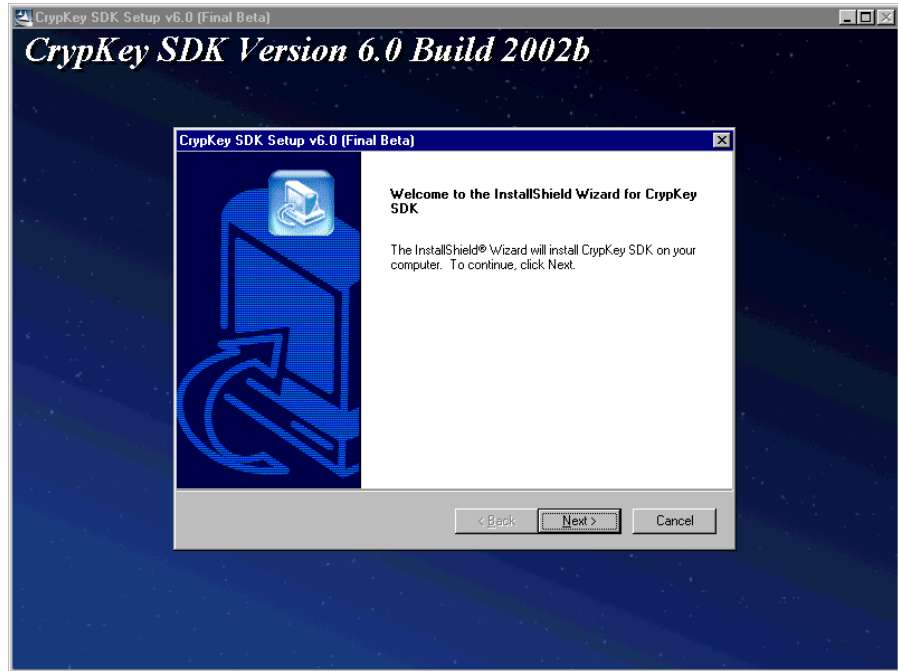 CrypKey SDK Setup v6.0 (Final Beta)
CrypKey SDK Version 6.0 Build 2002b
CrypKey SDK Setup v6.0 (Final Beta)
Welcome to the InstallShield Wizard for CrypKey
SDK
The InstallShield® Wizard will install CrypKey SDK on your
computer. To continue, click Next.
< Back Next > Cancel